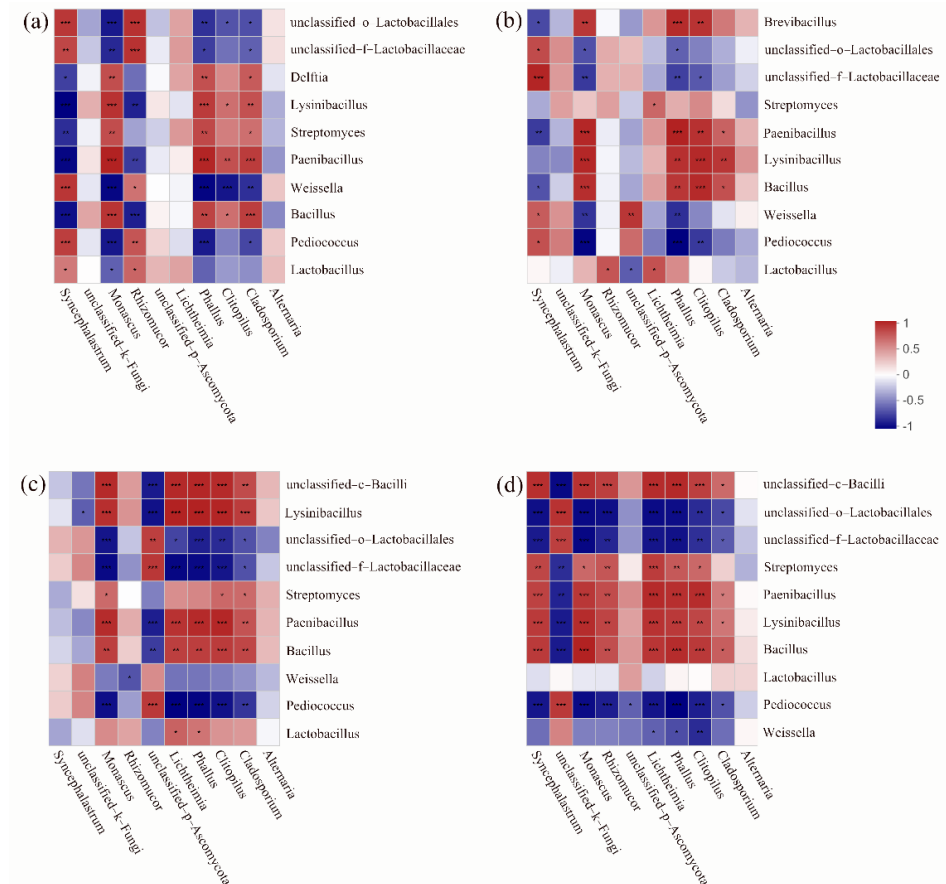 (a)
unclassified o Lactobacillales
unclassified-f-Lactobacillaceae
Delftia
Lysinibacillus
Streptomyces
Paenibacillus
Weissella
Bacillus
Pediococcus
Lactobacillus
Syncephalastrum
unclassified-k-Fungi
Monascus
Rhizomucor
unclassified-p-Ascomycota
Lichtheimia
Phallus
Clitopilus
Cladosporium
Alternaria
(b)
Brevibacillus
unclassified-o-Lactobacillales
unclassified-f-Lactobacillaceae
Streptomyces
Paenibacillus
Lysinibacillus
Bacillus
Weissella
Pediococcus
Lactobacillus
Syncephalastrum
unclassified-k-Fungi
Monascus
Rhizomucor
unclassified-p-Ascomycota
Lichtheimia
Phallus
Clitopilus
Cladosporium
Alternaria
1
0.5
0
-0.5
-1
(c)
unclassified-c-Bacilli
Lysinibacillus
unclassified-o-Lactobacillales
unclassified-f-Lactobacillaceae
Streptomyces
Paenibacillus
Bacillus
Weissella
Pediococcus
Lactobacillus
Syncephalastrum
unclassified-k-Fungi
Monascus
Rhizomucor
unclassified-p-Ascomycota
Lichtheimia
Phallus
Clitopilus
Cladosporium
Alternaria
(d)
unclassified-c-Bacilli
unclassified-o-Lactobacillales
unclassified-f-Lactobacillaceae
Streptomyces
Paenibacillus
Lysinibacillus
Bacillus
Lactobacillus
Pediococcus
Weissella
Syncephalastrum
unclassified-k-Fungi
Monascus
Rhizomucor
unclassified-p-Ascomycota
Lichtheimia
Phallus
Clitopilus
Cladosporium
Alternaria